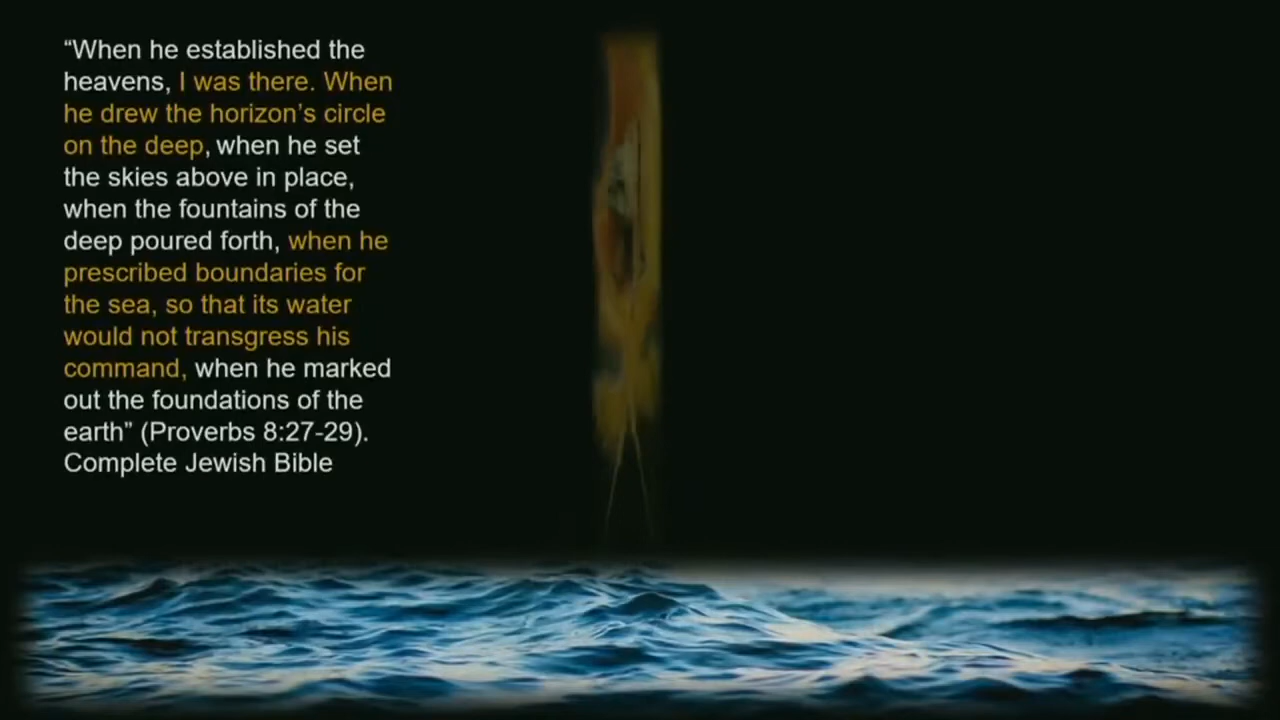 “When he established the
heavens, I was there. When
he drew the horizon’s circle
on the deep, when he set
the skies above in place,
when the fountains of the
deep poured forth, when he
prescribed boundaries for
the sea, so that its water
would not transgress his
command, when he marked
out the foundations of the
earth” (Proverbs 8:27-29).
Complete Jewish Bible